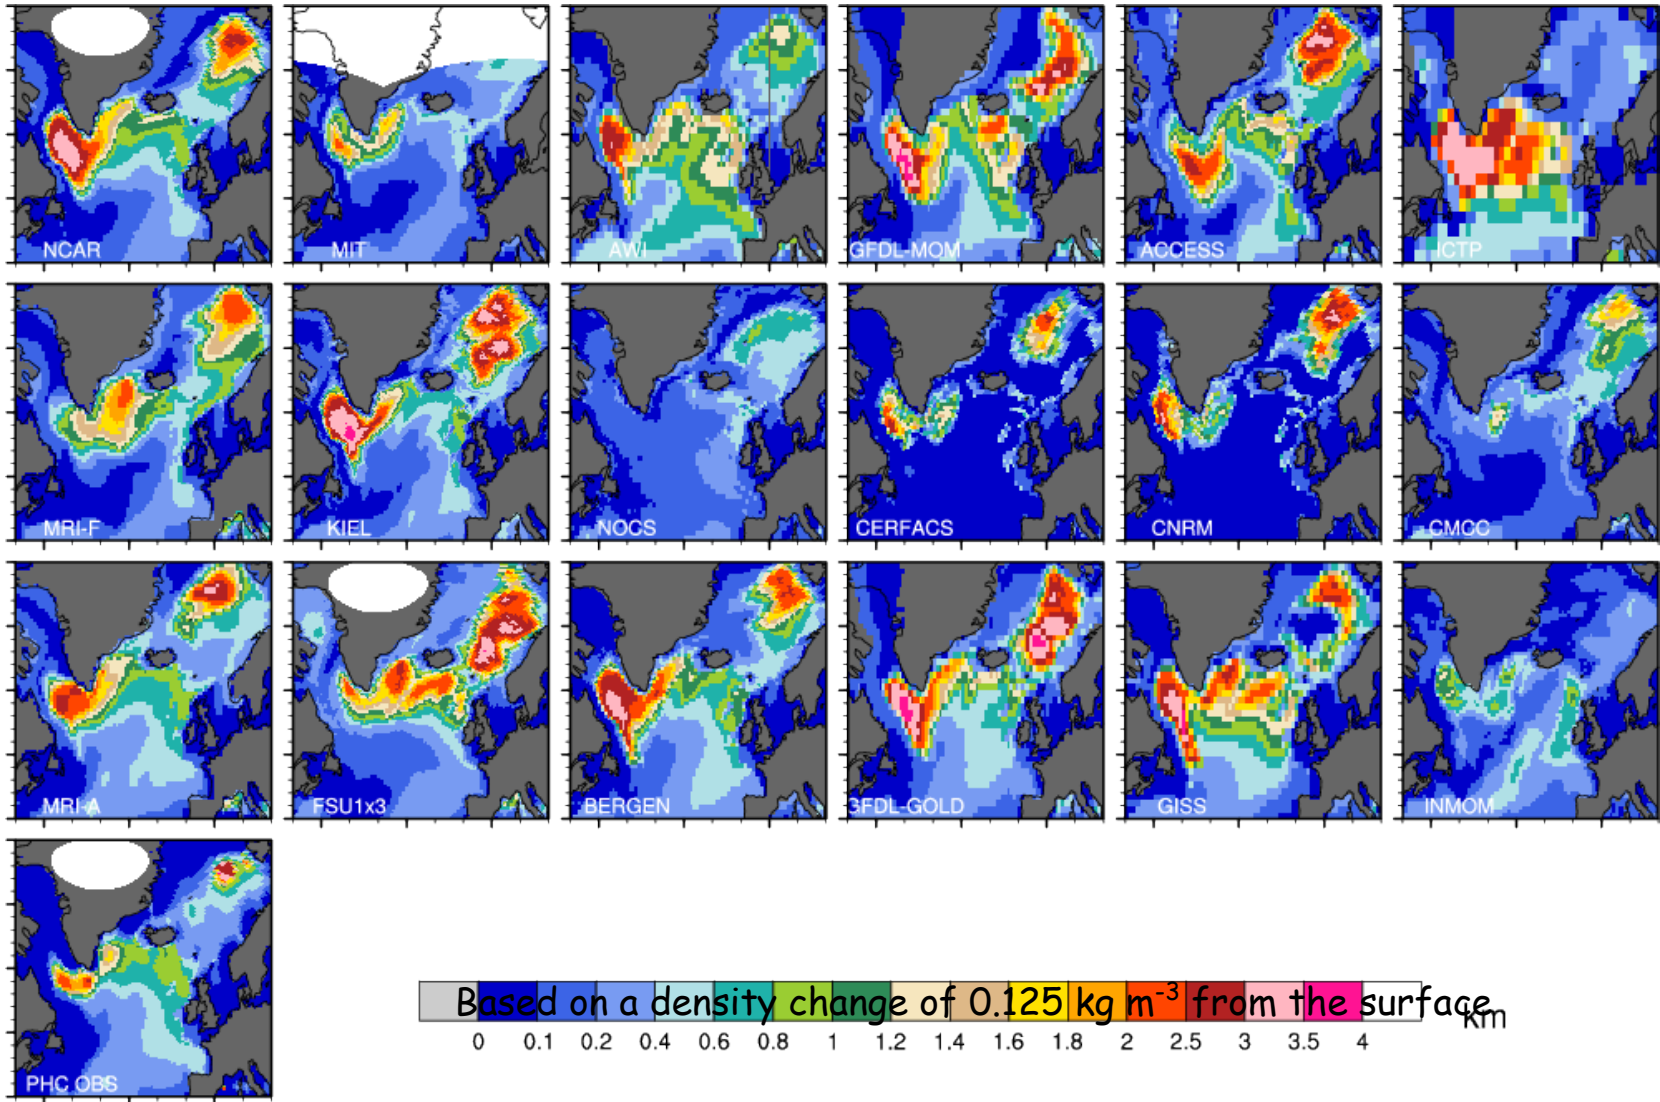 NCAR
MIT
AWI
GFDL-MOM
ACCESS
ICTP
MRI-F
KIEL
NOCS
CERFACS
CNRM
CMCC
MRI-A
FSU1x3
BERGEN
GFDL-GOLD
GISS
INMOM
PHC OBS
Based on a density change of 0.125 kg m-3 from the surface
km
0 0.1 0.2 0.4 0.6 0.8 1 1.2 1.4 1.6 1.8 2 2.5 3 3.5 4